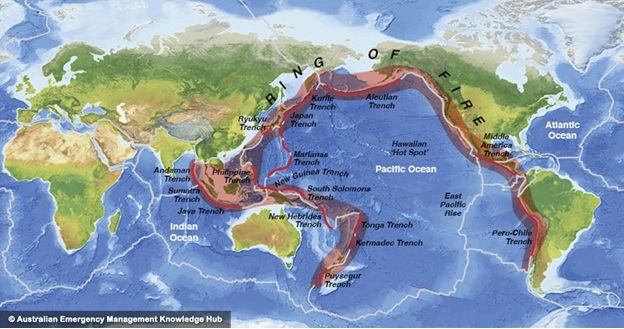 RING OF FIRE
Kurile
Trench
Aleutian
Trench
Ryukyu
Trench
Japan
Trench
Middle
America
Trench
Atlantic
Ocean
Hawaiian
'Hot Spot'
Marianas
Trench
Andaman
Trench
Philippine
Trench
New Guinea Trench
Pacific Ocean
Sumatra
Trench
South Solomons
Trench
East
Pacific
Rise
Java Trench
New Hebrides
Trench
Tonga Trench
Indian
Ocean
Kermadec Trench
Peru-Chile
Trench
Puysegur
Trench
© Australian Emergency Management Knowledge Hub